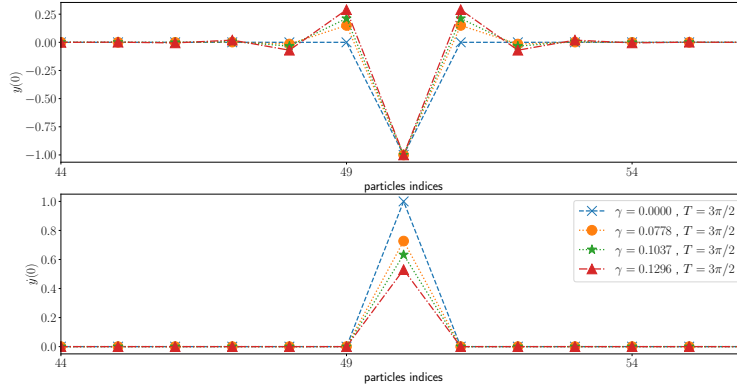 0.25
0.00
−0.25
−0.50
−0.75
−1.00
y(0)
44
49
54
particles indices
1.0
0.8
0.6
0.4
0.2
0.0
ẏ(0)
γ = 0.0000 , T = 3π/2
γ = 0.0778 , T = 3π/2
γ = 0.1037 , T = 3π/2
γ = 0.1296 , T = 3π/2
44
49
54
particles indices